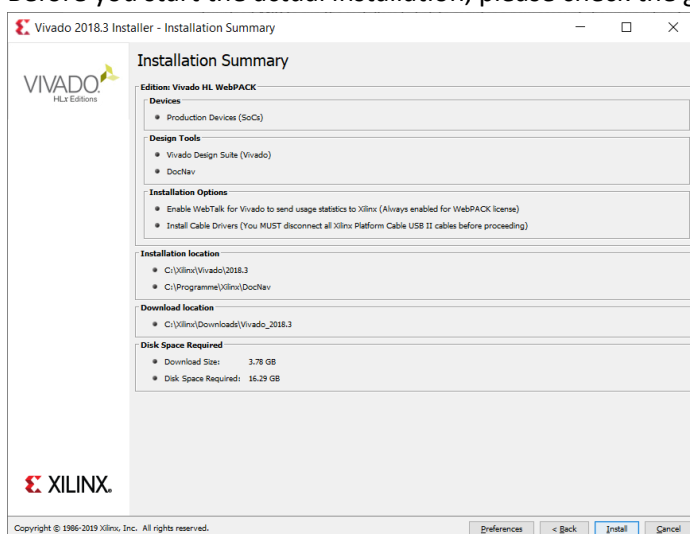 Before you start the actual installation, please check the
Vivado 2018.3 Installer - Installation Summary
VIVADO
HLx Editions
Installation Summary
Edition: Vivado HL WebPACK
Devices
Production Devices (SoCs)
Design Tools
Vivado Design Suite (Vivado)
DocNav
Installation Options
Enable WebTalk for Vivado to send usage statistics to Xilinx (Always enabled for WebPACK license)
Install Cable Drivers (You MUST disconnect all Xilinx Platform Cable USB II cables before proceeding)
Installation location
C:\Xilinx\Vivado\2018.3
C:\Programme\Xilinx\DocNav
Download location
C:\Xilinx\Downloads\Vivado_2018.3
Disk Space Required
Download Size: 3.78 GB
Disk Space Required: 16.29 GB
XILINX.
Copyright © 1986-2019 Xilinx, Inc. All rights reserved.
Preferences < Back Install Cancel